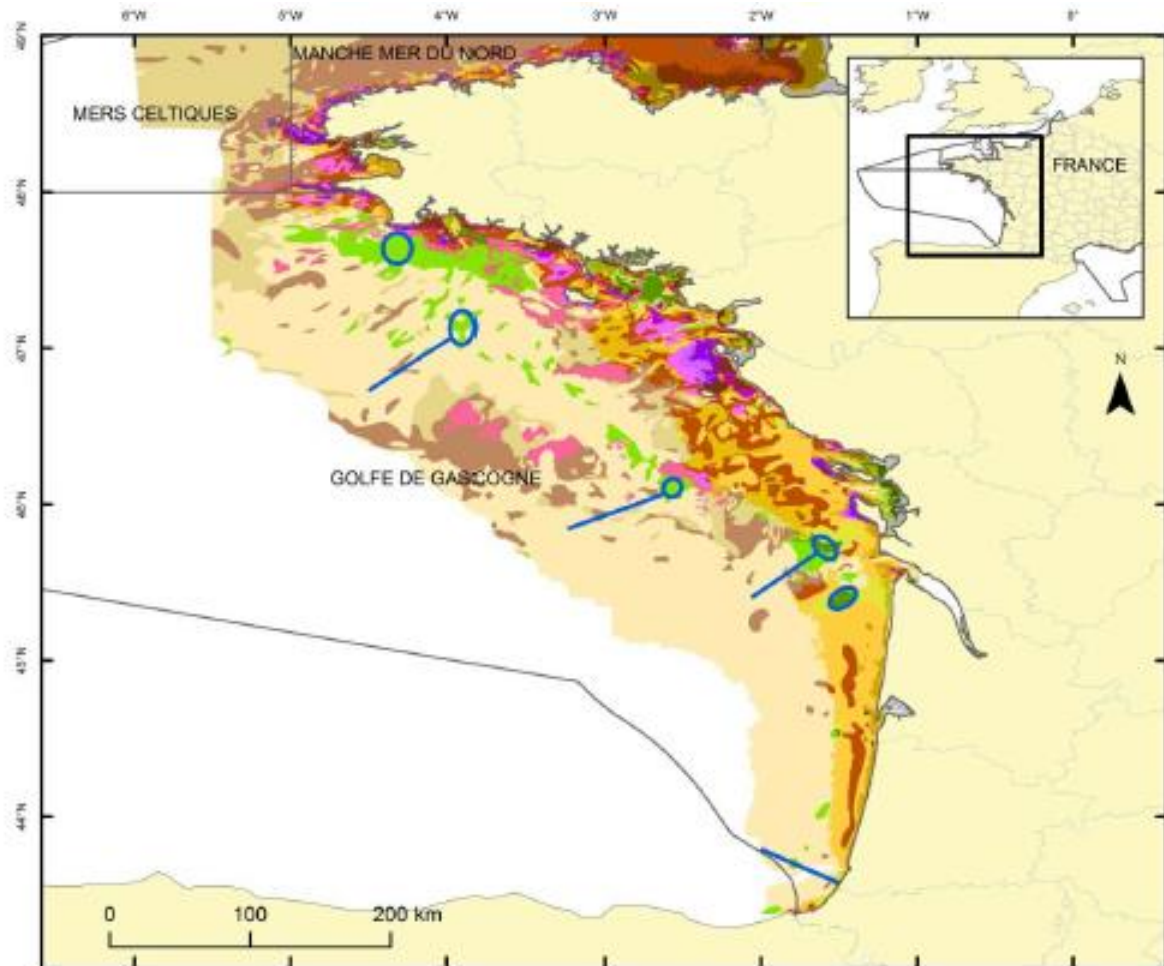 6°W 5°W 4°W 3°W 2°W 1°W 0°
49°N
MANCHE MER DU NORD
MERS CELTIQUES
FRANCE
48°N
47°N
N
GOLFE DE GASCOGNE
46°N
45°N
44°N
0 100 200 km